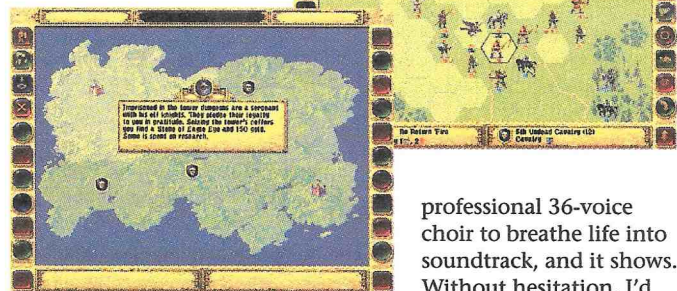 Imprisoned in the tower dungeons are a sergeant
with his elf knights. They pledge their loyalty
to you in gratitude. Seizing the tower's coffers
you find a Stone of Eagle Eye and 150 gold.
Some is spent on research.
No Return Fire
2
5th Undead Cavalry (12)
Cavalry
professional 36-voice
choir to breathe life into
soundtrack, and it shows.
Without hesitation, I'd